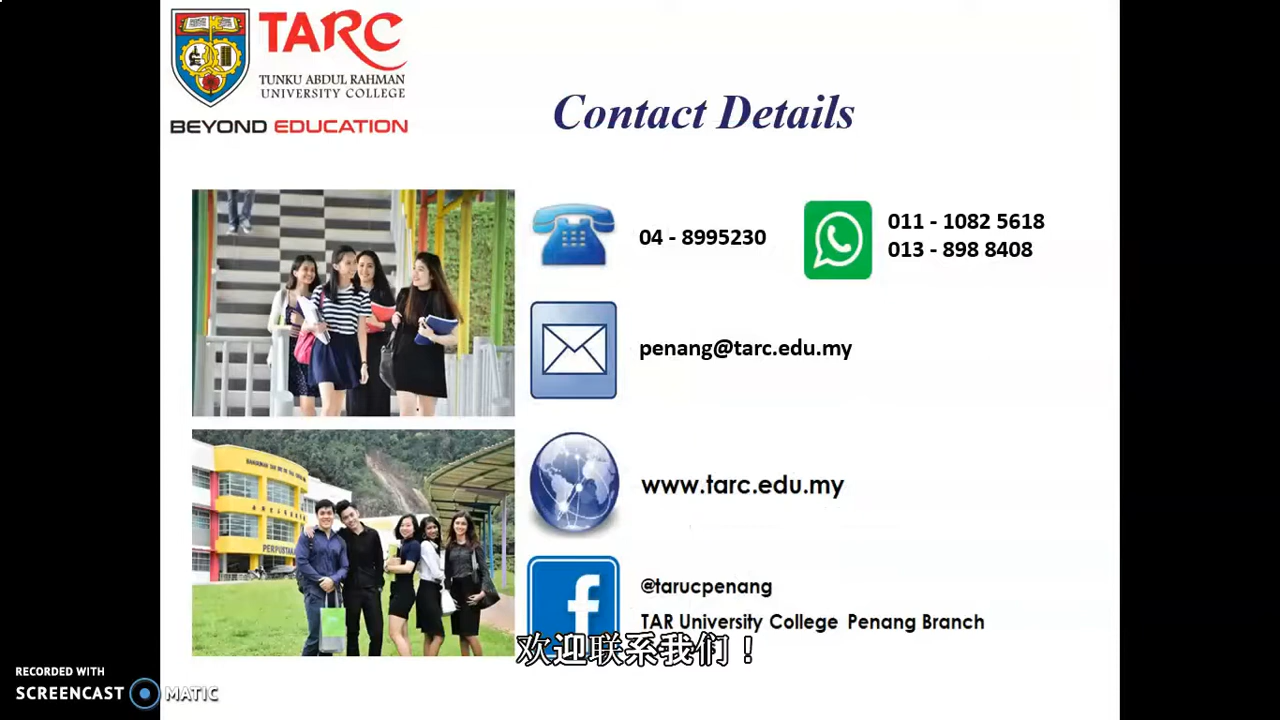 TARC
TUNKU ABDUL RAHMAN
UNIVERSITY COLLEGE
BEYOND EDUCATION
Contact Details
04 - 8995230
011 - 1082 5618
013 - 898 8408
penang@tarc.edu.my
www.tarc.edu.my
@tarucpenang
TAR University College Penang Branch
欢迎联系我们！
RECORDED WITH
SCREENCAST MATIC